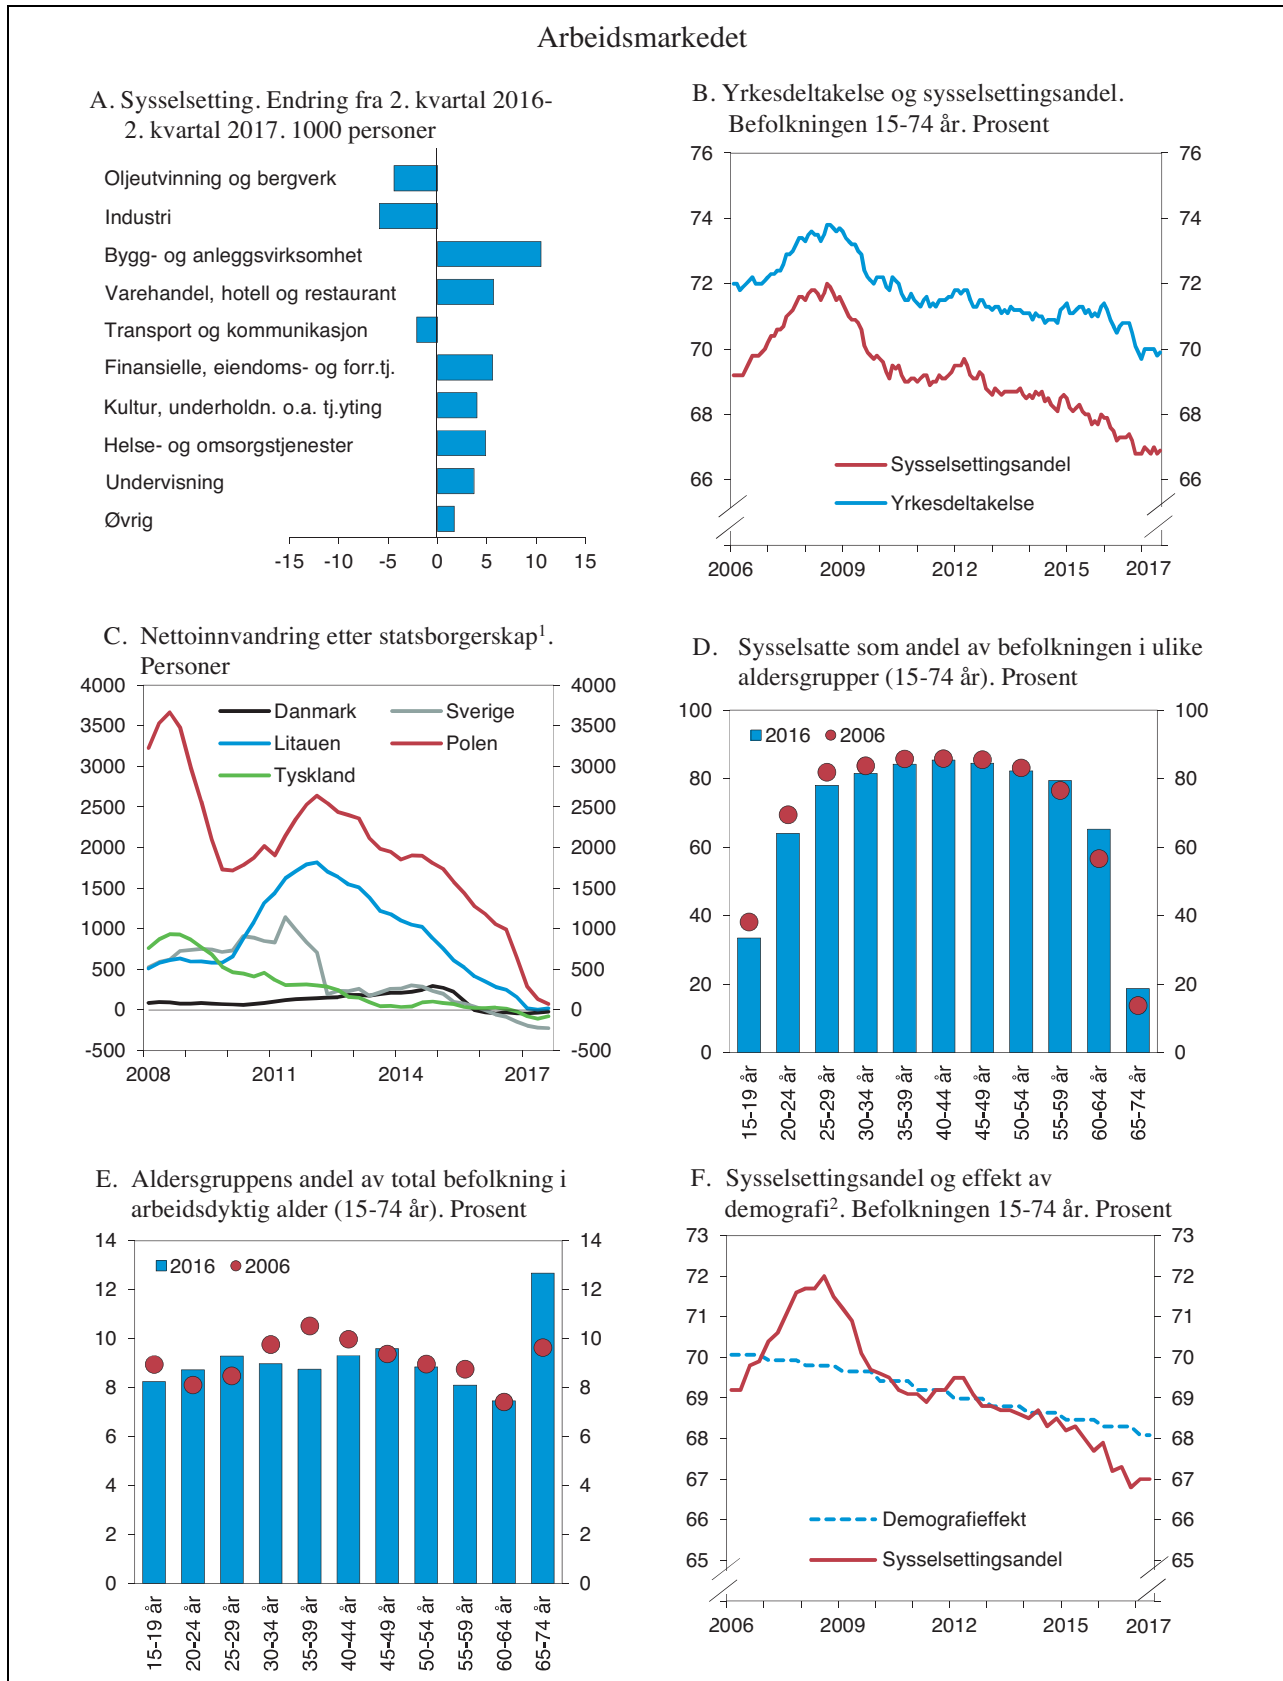 Arbeidsmarkedet
A. Sysselsetting. Endring fra 2. kvartal 2016-
2. kvartal 2017. 1000 personer
Oljeutvinning og bergverk
Industri
Bygg- og anleggsvirksomhet
Varehandel, hotell og restaurant
Transport og kommunikasjon
Finansielle, eiendoms- og forr.tj.
Kultur, underholdn. o.a. tj.yting
Helse- og omsorgstjenester
Undervisning
Øvrig
-15 -10 -5 0 5 10 15
B. Yrkesdeltakelse og sysselsettingsandel.
Befolkningen 15-74 år. Prosent
76 76
74 74
72 72
70 70
68 68
66 66
Sysselsettingsandel
Yrkesdeltakelse
2006 2009 2012 2015 2017
C. Nettoinnvandring etter statsborgerskap1.
Personer
4000 4000
3500 3500
3000 3000
2500 2500
2000 2000
1500 1500
1000 1000
500 500
0 0
-500 -500
Danmark Sverige
Litauen Polen
Tyskland
2008 2011 2014 2017
D. Sysselsatte som andel av befolkningen i ulike
aldersgrupper (15-74 år). Prosent
100 100
80 80
60 60
40 40
20 20
0 0
2016 2006
15-19 år
20-24 år
25-29 år
30-34 år
35-39 år
40-44 år
45-49 år
50-54 år
55-59 år
60-64 år
65-74 år
E. Aldersgruppens andel av total befolkning i
arbeidsdyktig alder (15-74 år). Prosent
14 14
12 12
10 10
8 8
6 6
4 4
2 2
0 0
2016 2006
15-19 år
20-24 år
25-29 år
30-34 år
35-39 år
40-44 år
45-49 år
50-54 år
55-59 år
60-64 år
65-74 år
F. Sysselsettingsandel og effekt av
demografi2. Befolkningen 15-74 år. Prosent
73 73
72 72
71 71
70 70
69 69
68 68
67 67
66 66
65 65
Demografieffekt
Sysselsettingsandel
2006 2009 2012 2015 2017